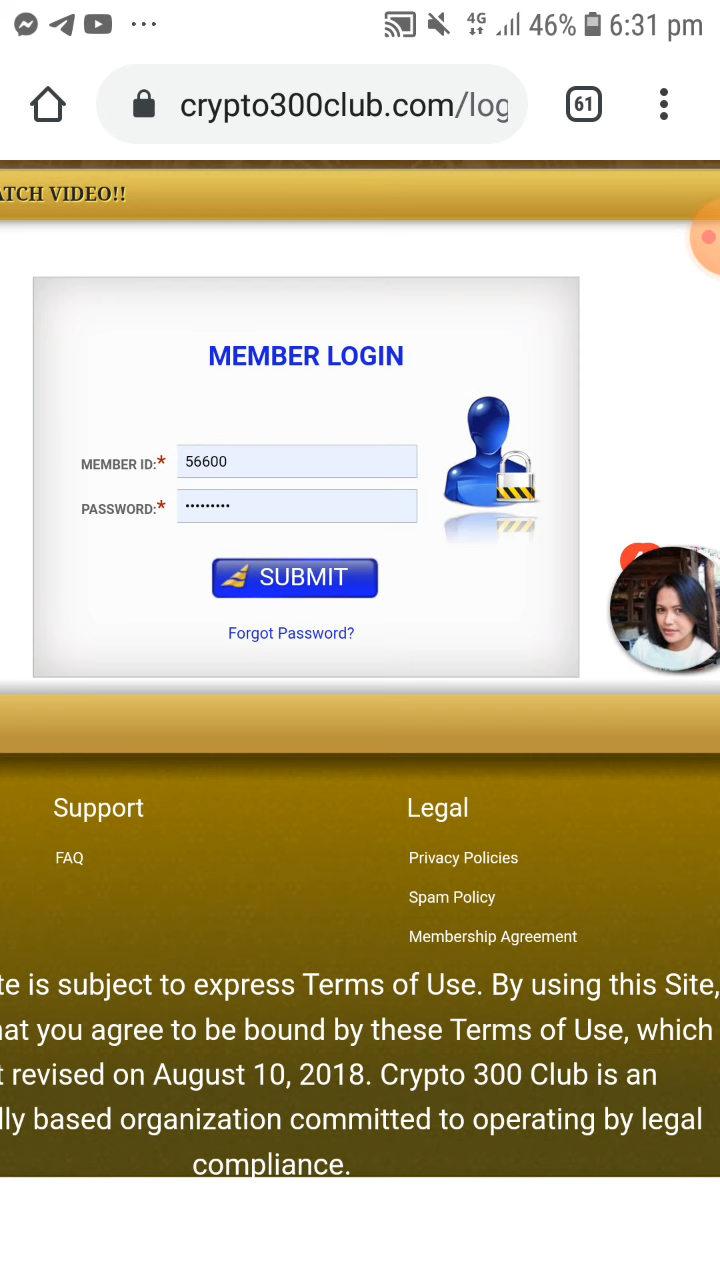 46% 6:31 pm
4G
crypto300club.com/log
61
ATCH VIDEO!!
MEMBER LOGIN
MEMBER ID:* 56600
PASSWORD:* •••••••••
SUBMIT
Forgot Password?
Support
FAQ
Legal
Privacy Policies
Spam Policy
Membership Agreement
te is subject to express Terms of Use. By using this Site,
hat you agree to be bound by these Terms of Use, which
t revised on August 10, 2018. Crypto 300 Club is an
lly based organization committed to operating by legal
compliance.